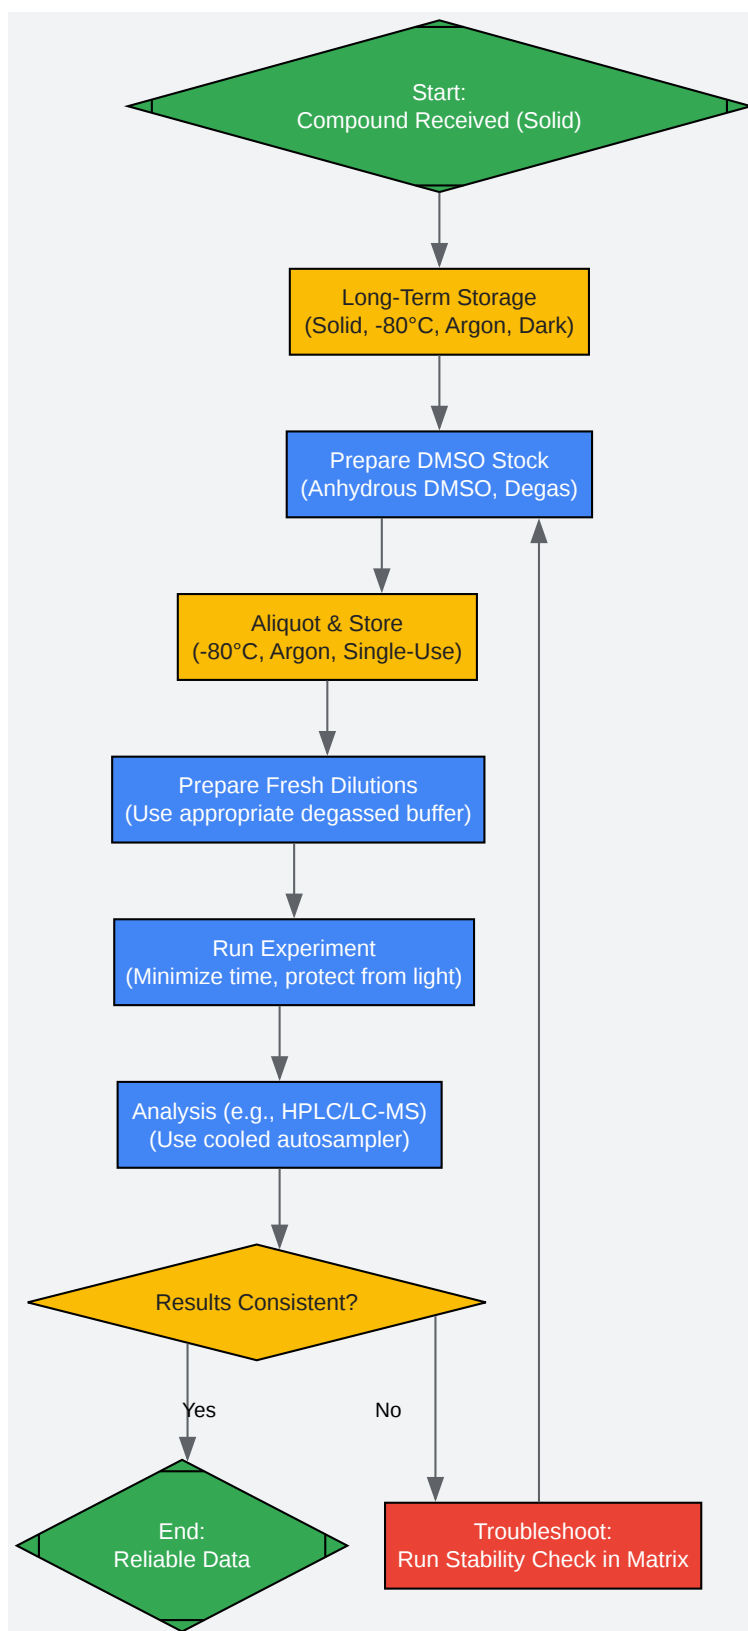 Start:
Compound Received (Solid)
Long-Term Storage
(Solid, -80°C, Argon, Dark)
Prepare DMSO Stock
(Anhydrous DMSO, Degas)
Aliquot & Store
(-80°C, Argon, Single-Use)
Prepare Fresh Dilutions
(Use appropriate degassed buffer)
Run Experiment
(Minimize time, protect from light)
Analysis (e.g., HPLC/LC-MS)
(Use cooled autosampler)
Results Consistent?
Yes
No
End:
Reliable Data
Troubleshoot:
Run Stability Check in Matrix